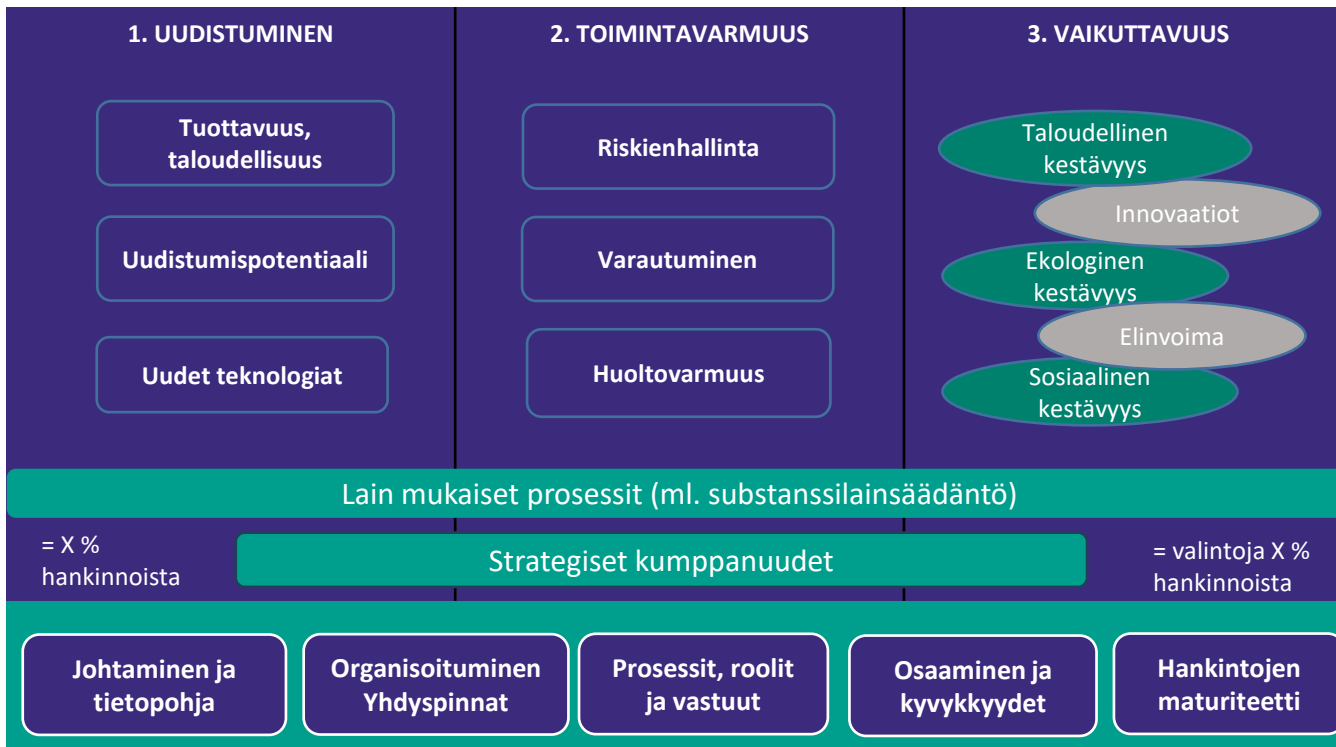 1. UUDISTUMINEN
2. TOIMINTAVARMUUS
3. VAIKUTTAVUUS
Tuottavuus,
taloudellisuus
Uudistumispotentiaali
Uudet teknologiat
Riskienhallinta
Varautuminen
Huoltovarmuus
Taloudellinen
kestävyys
Innovaatiot
Ekologinen
kestävyys
Elinvoima
Sosiaalinen
kestävyys
Lain mukaiset prosessit (ml. substanssilainsäädäntö)
= X %
hankinnoista
Strategiset kumppanuudet
= valintoja X %
hankinnoista
Johtaminen ja
tietopohja
Organisoituminen
Yhdyspinnat
Prosessit, roolit
ja vastuut
Osaaminen ja
kyvykkyydet
Hankintojen
maturiteetti